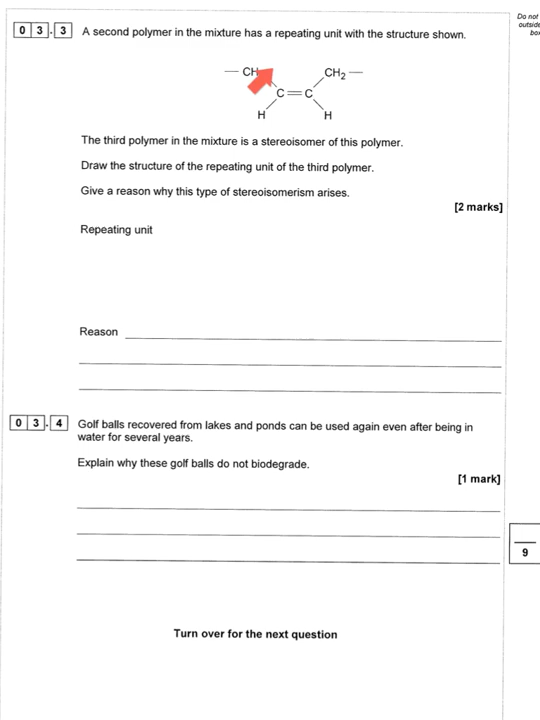 Do not
outside
box
0 3 . 3 A second polymer in the mixture has a repeating unit with the structure shown.
— CH CH₂ —
C=C
H H
The third polymer in the mixture is a stereoisomer of this polymer.
Draw the structure of the repeating unit of the third polymer.
Give a reason why this type of stereoisomerism arises.
[2 marks]
Repeating unit
Reason
0 3 . 4 Golf balls recovered from lakes and ponds can be used again even after being in
water for several years.
Explain why these golf balls do not biodegrade.
[1 mark]
9
Turn over for the next question